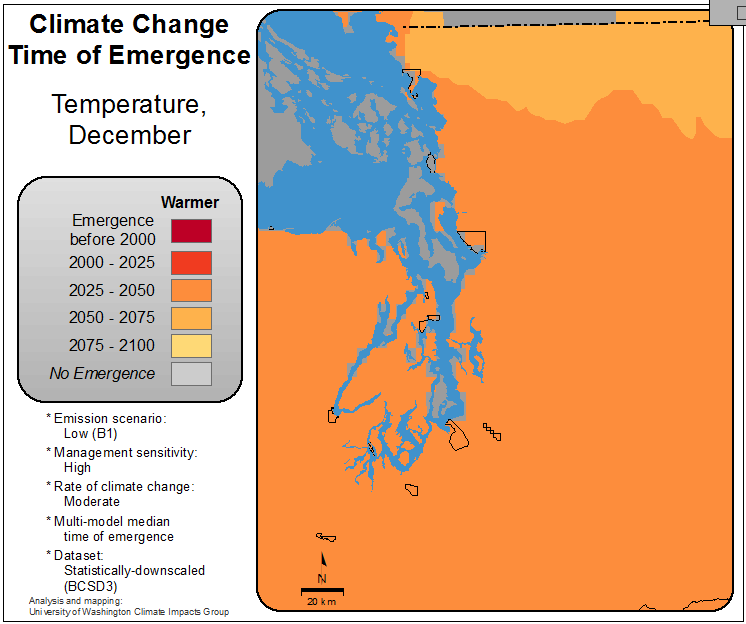 Climate Change
Time of Emergence
Temperature,
December
Warmer
Emergence
before 2000
2000 - 2025
2025 - 2050
2050 - 2075
2075 - 2100
No Emergence
* Emission scenario:
Low (B1)
* Management sensitivity:
High
* Rate of climate change:
Moderate
* Multi-model median
time of emergence
* Dataset:
Statistically-downscaled
(BCSD3)
Analysis and mapping:
University of Washington Climate Impacts Group
N
20 km